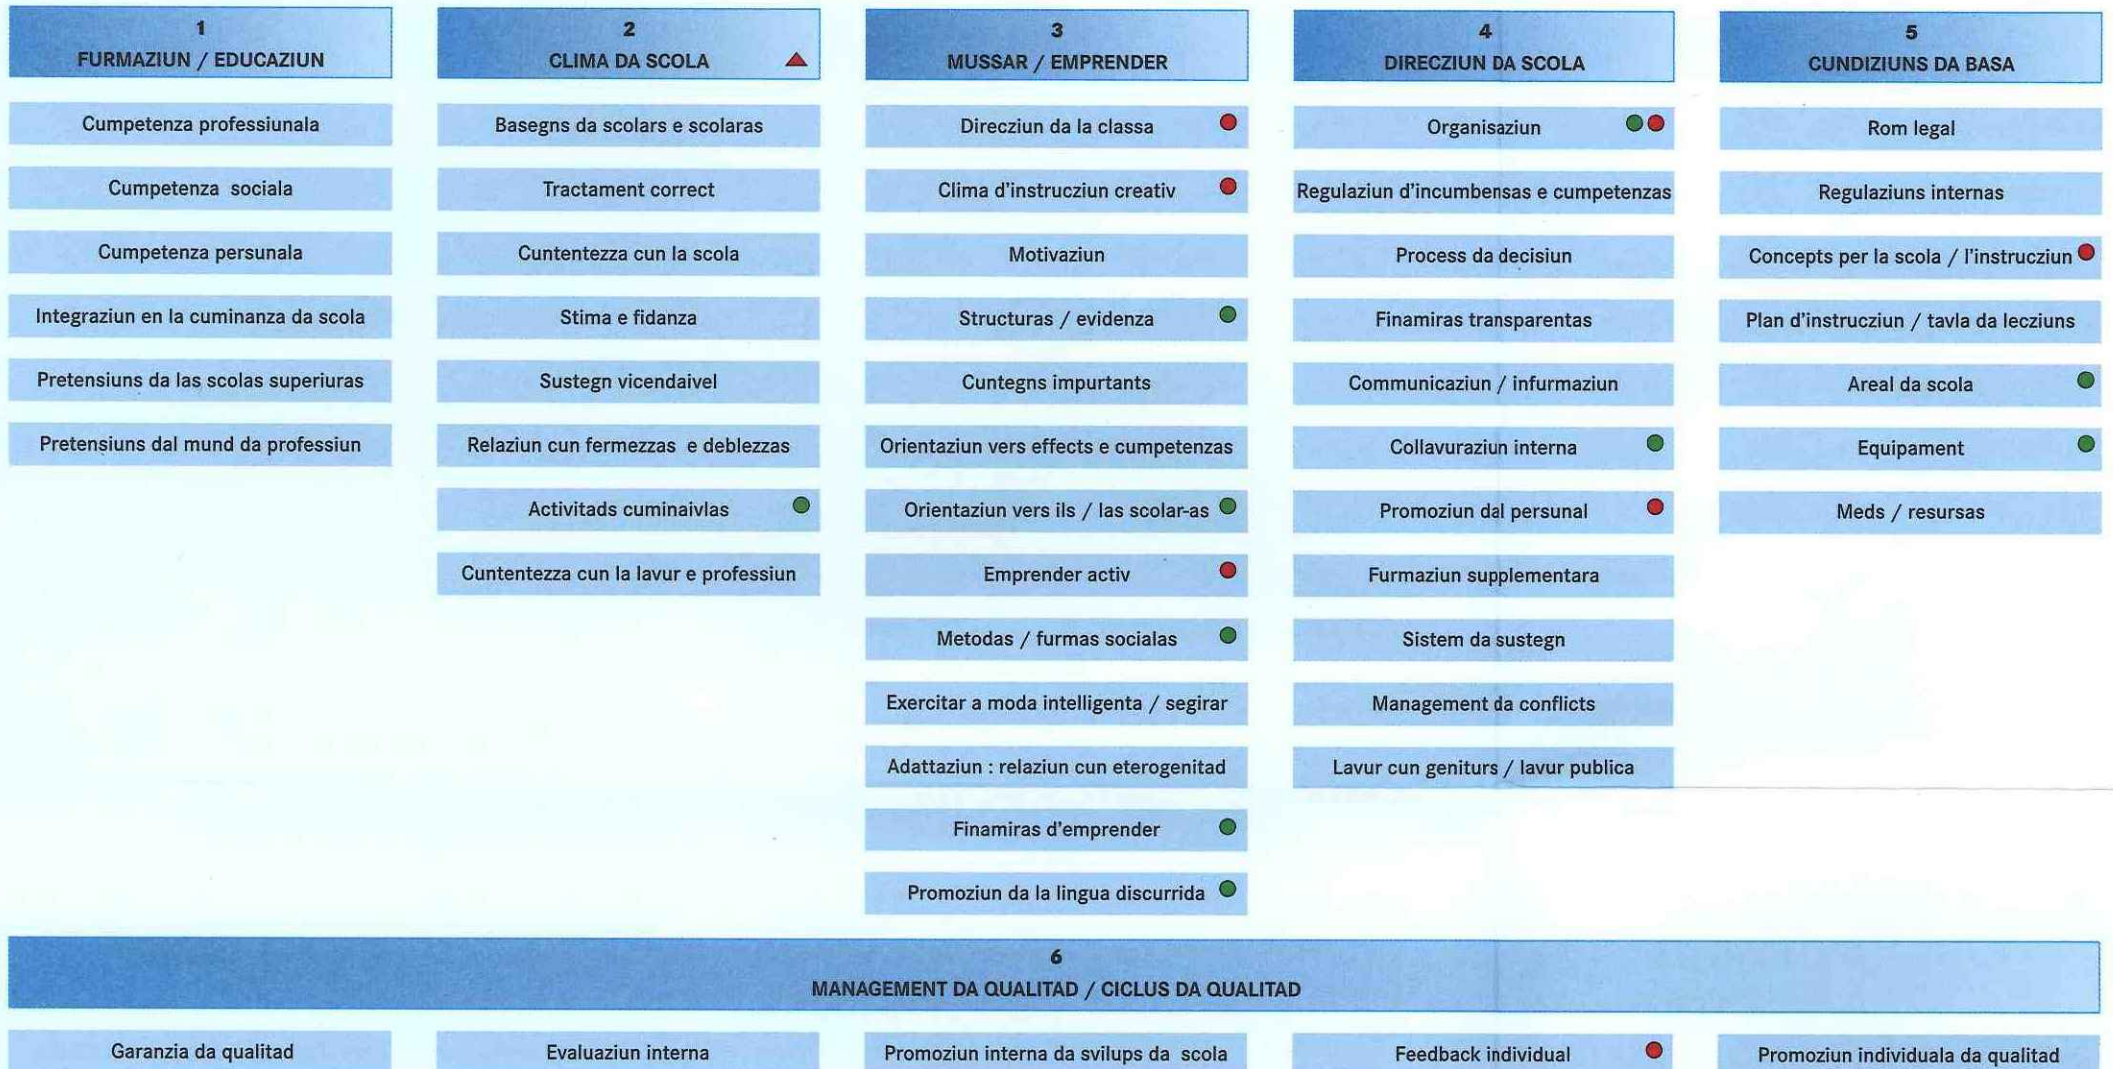 1
FURMAZIUN / EDUCAZIUN
Cumpetenza professiunala
Cumpetenza sociala
Cumpetenza persunala
Integraziun en la cuminanza da scola
Pretensiuns da las scolas superiuras
Pretensiuns dal mund da professiun
2
CLIMA DA SCOLA
Basegns da scolars e scolaras
Tractament correct
Cuntentezza cun la scola
Stima e fidanza
Sustegn vicendaivel
Relaziun cun fermezzas e deblezzas
Activitads cuminaivlas
Cuntentezza cun la lavur e professiun
3
MUSSAR / EMPRENDER
Direcziun da la classa
Clima d'instrucziun creativ
Motivaziun
Structuras / evidenza
Cuntegns impurtants
Orientaziun vers effects e cumpetenzas
Orientaziun vers ils / las scolar-as
Emprender activ
Metodas / furmas socialas
Exercitar a moda intelligenta / segirar
Adattaziun : relaziun cun eterogenitad
Finamiras d'emprender
Promoziun da la lingua discurrida
4
DIRECZIUN DA SCOLA
Organisaziun
Regulaziun d'incumbensas e cumpetenzas
Process da decisiun
Finamiras transparentas
Communicaziun / infurmaziun
Collavuraziun interna
Promoziun dal persunal
Furmaziun supplementara
Sistem da sustegn
Management da conflicts
Lavur cun geniturs / lavur publica
5
CUNDIZIUNS DA BASA
Rom legal
Regulaziuns internas
Concepts per la scola / l'instrucziun
Plan d'instrucziun / tavla da lecziuns
Areal da scola
Equipament
Meds / resursas
6
MANAGEMENT DA QUALITAD / CICLUS DA QUALITAD
Garanzia da qualitad
Evaluaziun interna
Promoziun interna da svilups da scola
Feedback individual
Promoziun individuala da qualitad